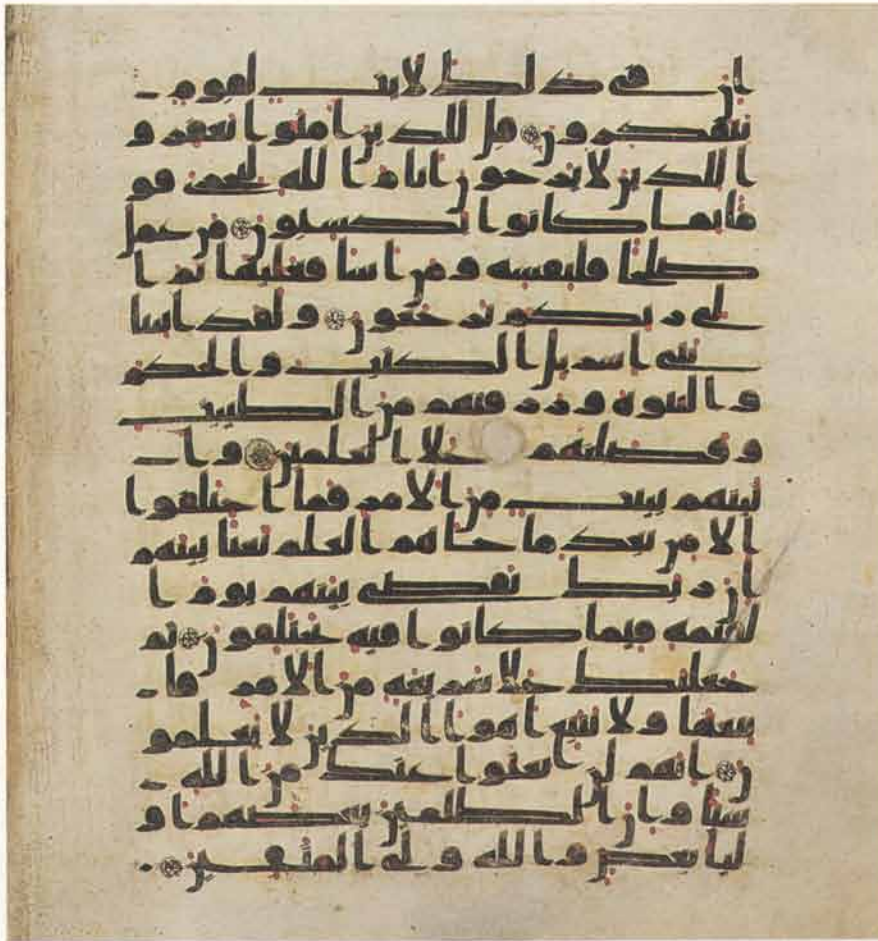 ان في ذلك لايت لقوم
يتفكرون ۝ قل للذين امنوا يغفرو
ا للذين لا يرجون ايام الله ليجزي قو
ما بما كانوا يكسبون ۝ من عمل
صلحا فلنفسه ومن اسا فعليها ثم ا
لى ربكم ترجعون ۝ ولقد اتينا
بني اسريل الكتب والحكم
والنبوة ورزقنهم من الطيبت
وفضلنهم على العلمين ۝ وا
تينهم بينت من الامر فما اختلفوا
الا من بعد ما جاهم العلم بغيا بينهم
ان ربك يقضي بينهم يوم ا
لقيمة فيما كانوا فيه يختلفون ۝ ثم
جعلنك على شريعة من الامر فا
تبعها ولا تتبع اهوا الذين لا يعلمو
ن ۝ انهم لن يغنوا عنك من الله
شيا وان الظلمين بعضهم او
ليا بعض والله ولي المتقين ۝